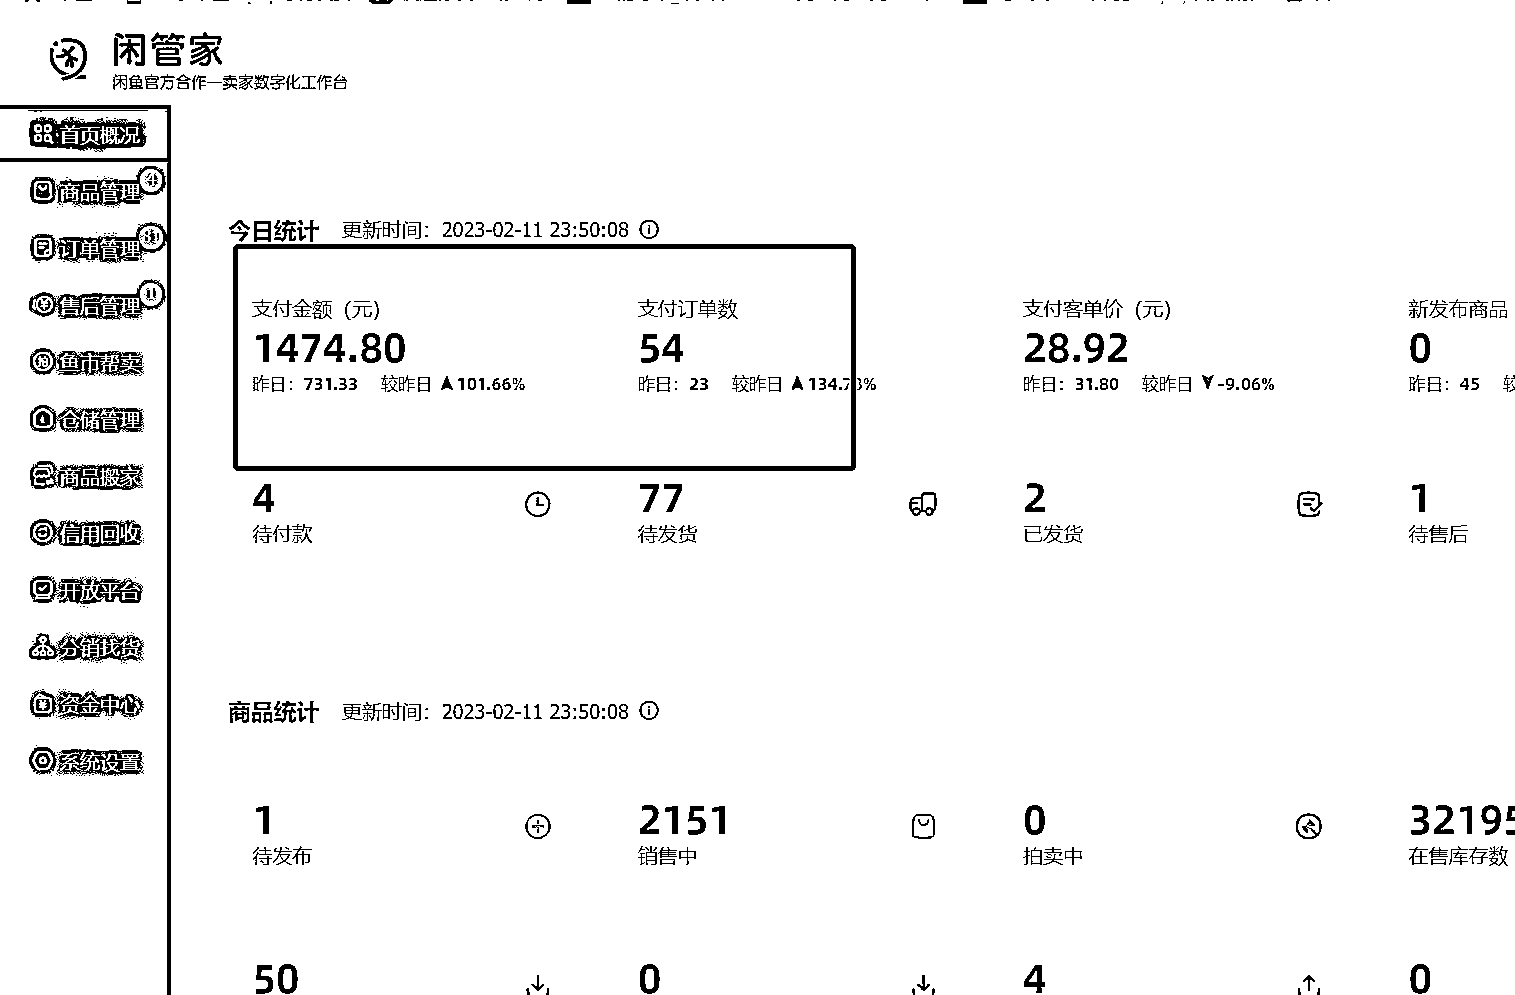 闲管家
闲鱼官方合作—卖家数字化工作台
首页概况
商品管理
订单管理
售后管理
鱼市帮卖
仓储管理
商品搬家
信用回收
开放平台
分销找货
资金中心
系统设置
今日统计 更新时间：2023-02-11 23:50:08
支付金额（元） 支付订单数 支付客单价（元） 新发布商品
1474.80 54 28.92 0
昨日：731.33 较昨日 101.66% 昨日：23 较昨日 134.78% 昨日：31.80 较昨日 -9.06% 昨日：45
4 77 2 1
待付款 待发货 已发货 待售后
商品统计 更新时间：2023-02-11 23:50:08
1 2151 0 32195
待发布 销售中 拍卖中 在售库存数
50 0 4 0